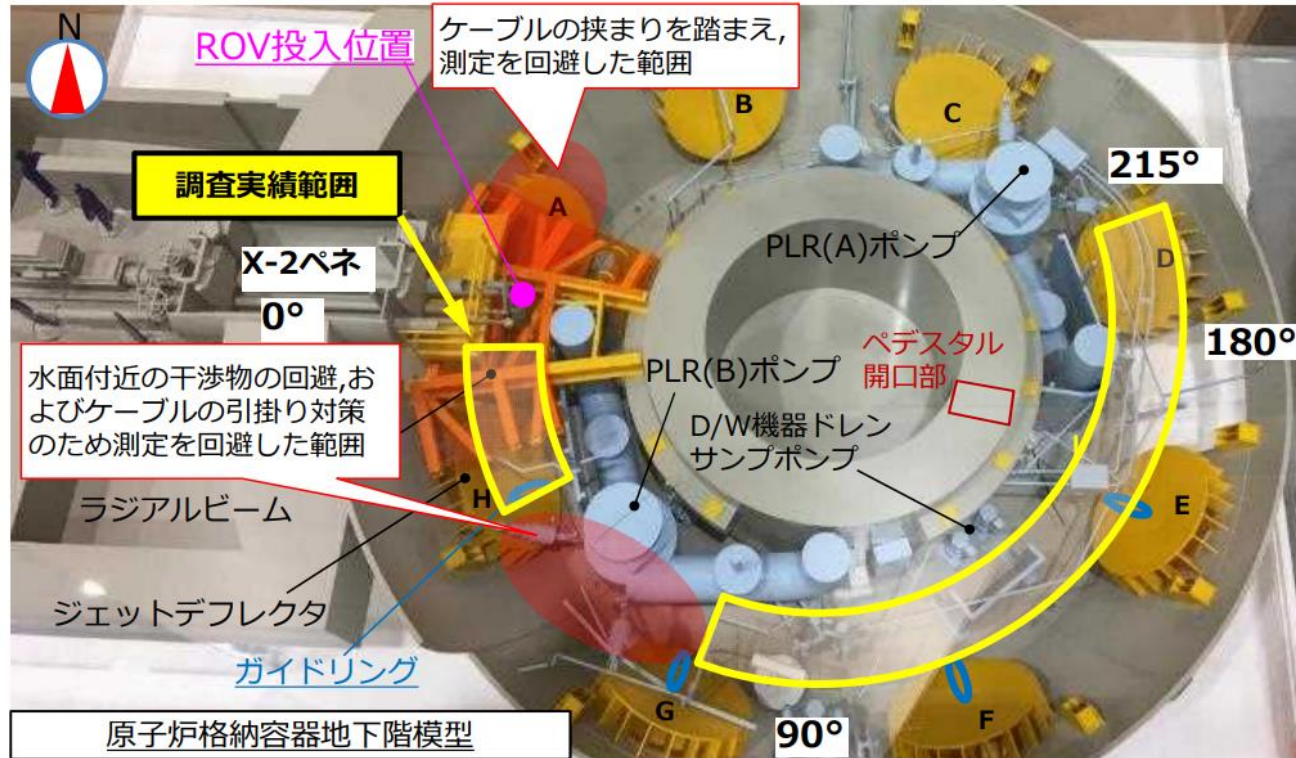 N
ROV投入位置
ケーブルの挟まりを踏まえ,
測定を回避した範囲
B
C
215°
調査実績範囲
A
PLR(A)ポンプ
D
X-2ペネ
0°
180°
水面付近の干渉物の回避,お
よびケーブルの引掛り対策
のため測定を回避した範囲
PLR(B)ポンプ
ペデスタル
開口部
D/W機器ドレン
サンプポンプ
H
E
ラジアルビーム
ジェットデフレクタ
ガイドリング
G
F
90°
原子炉格納容器地下階模型